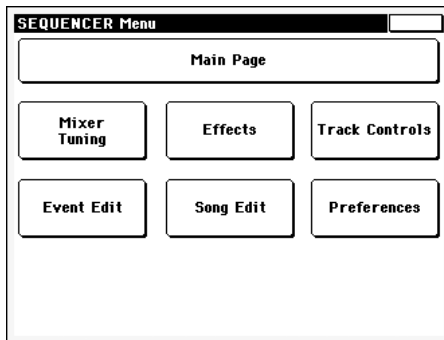 SEQUENCER Menu
Main Page
Mixer
Tuning
Effects
Track Controls
Event Edit
Song Edit
Preferences